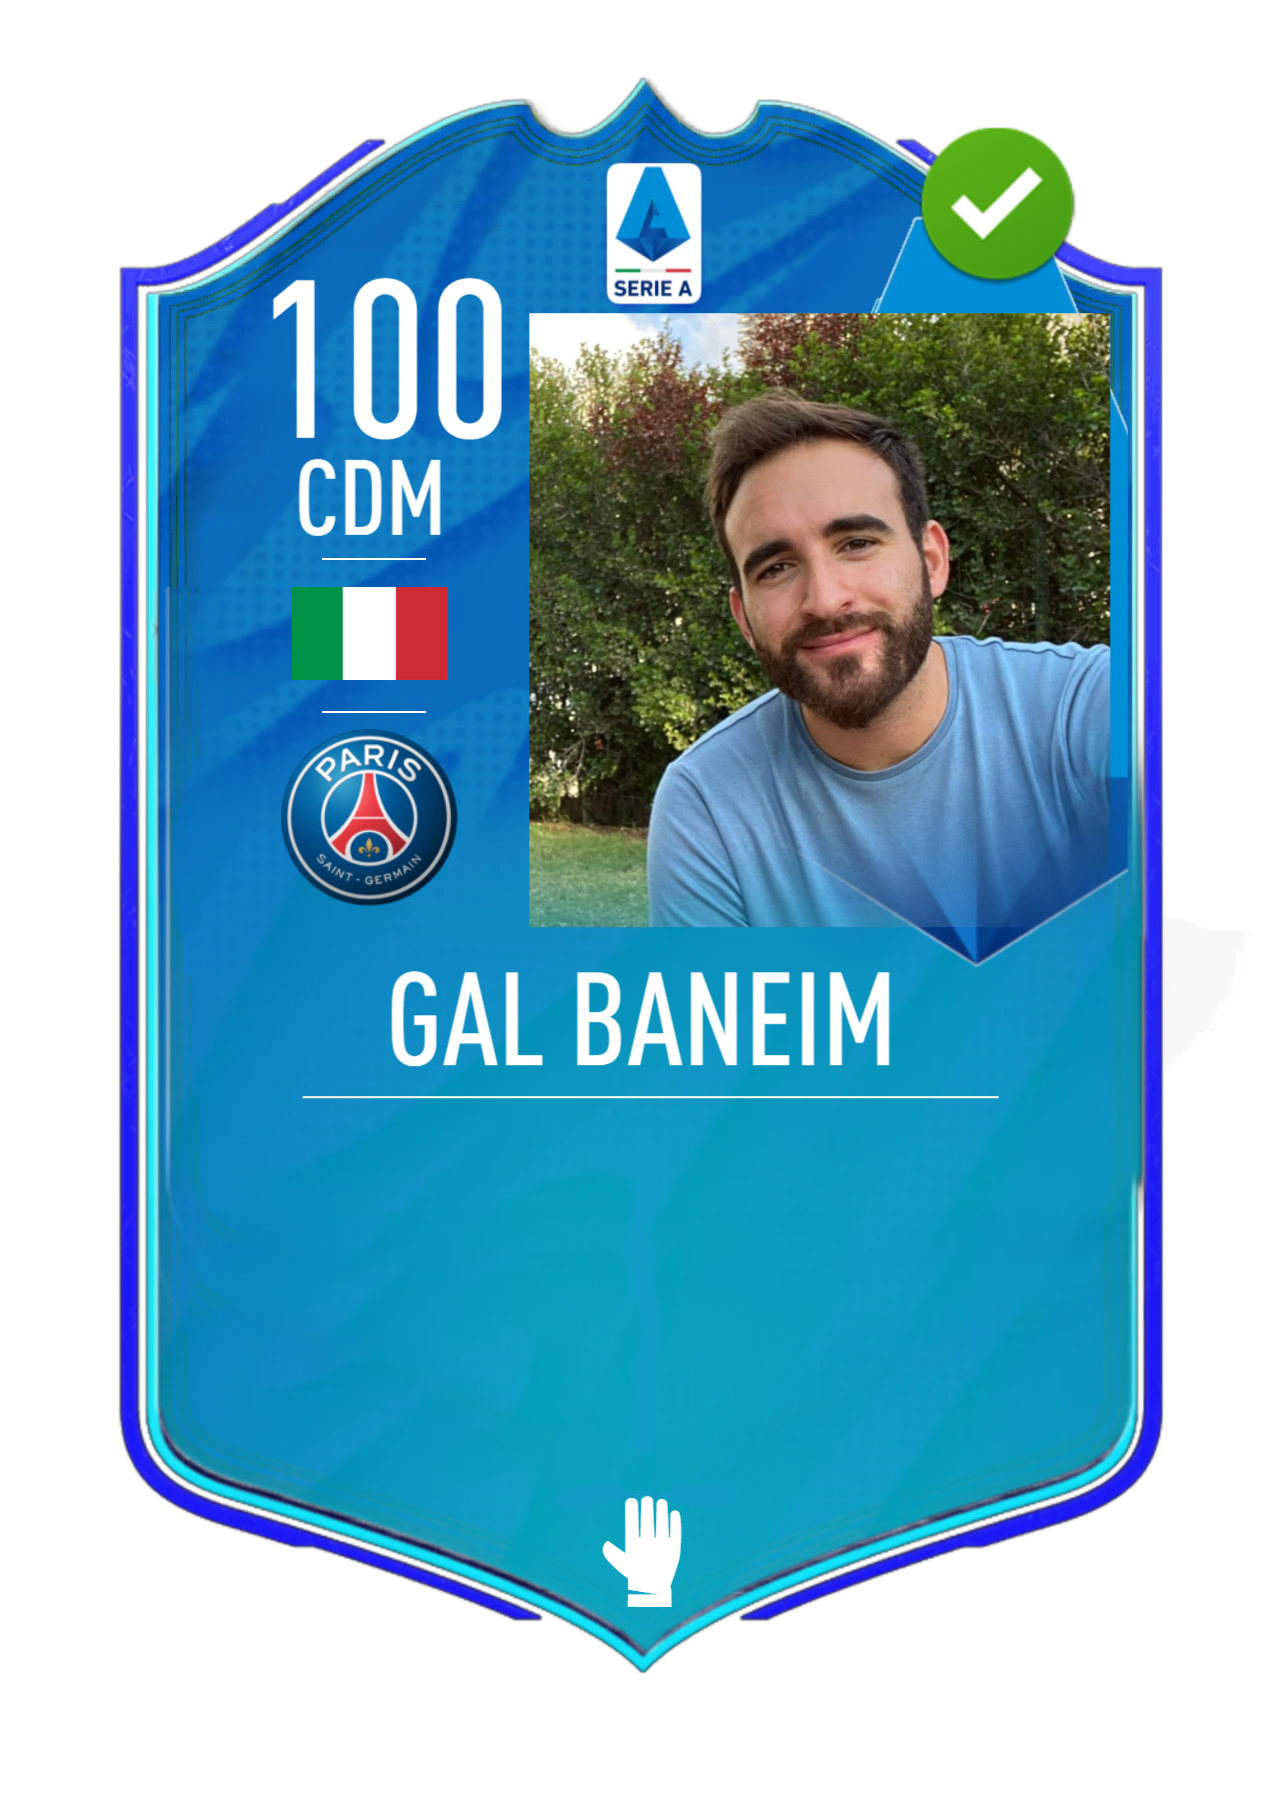 SERIE A
100
CDM
PARIS
SAINT - GERMAIN
GAL BANEIM